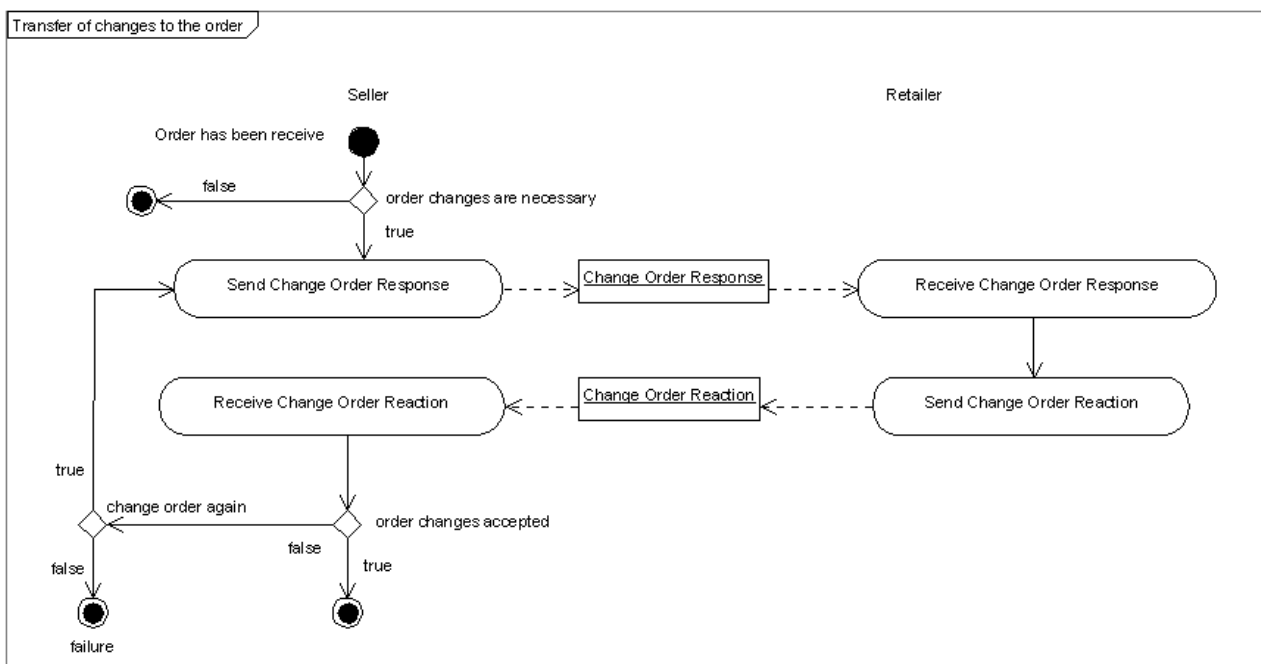 Transfer of changes to the order
Seller
Retailer
Order has been receive
false
order changes are necessary
true
Send Change Order Response
Change Order Response
Receive Change Order Response
Receive Change Order Reaction
Change Order Reaction
Send Change Order Reaction
true
change order again
order changes accepted
false
false
true
failure